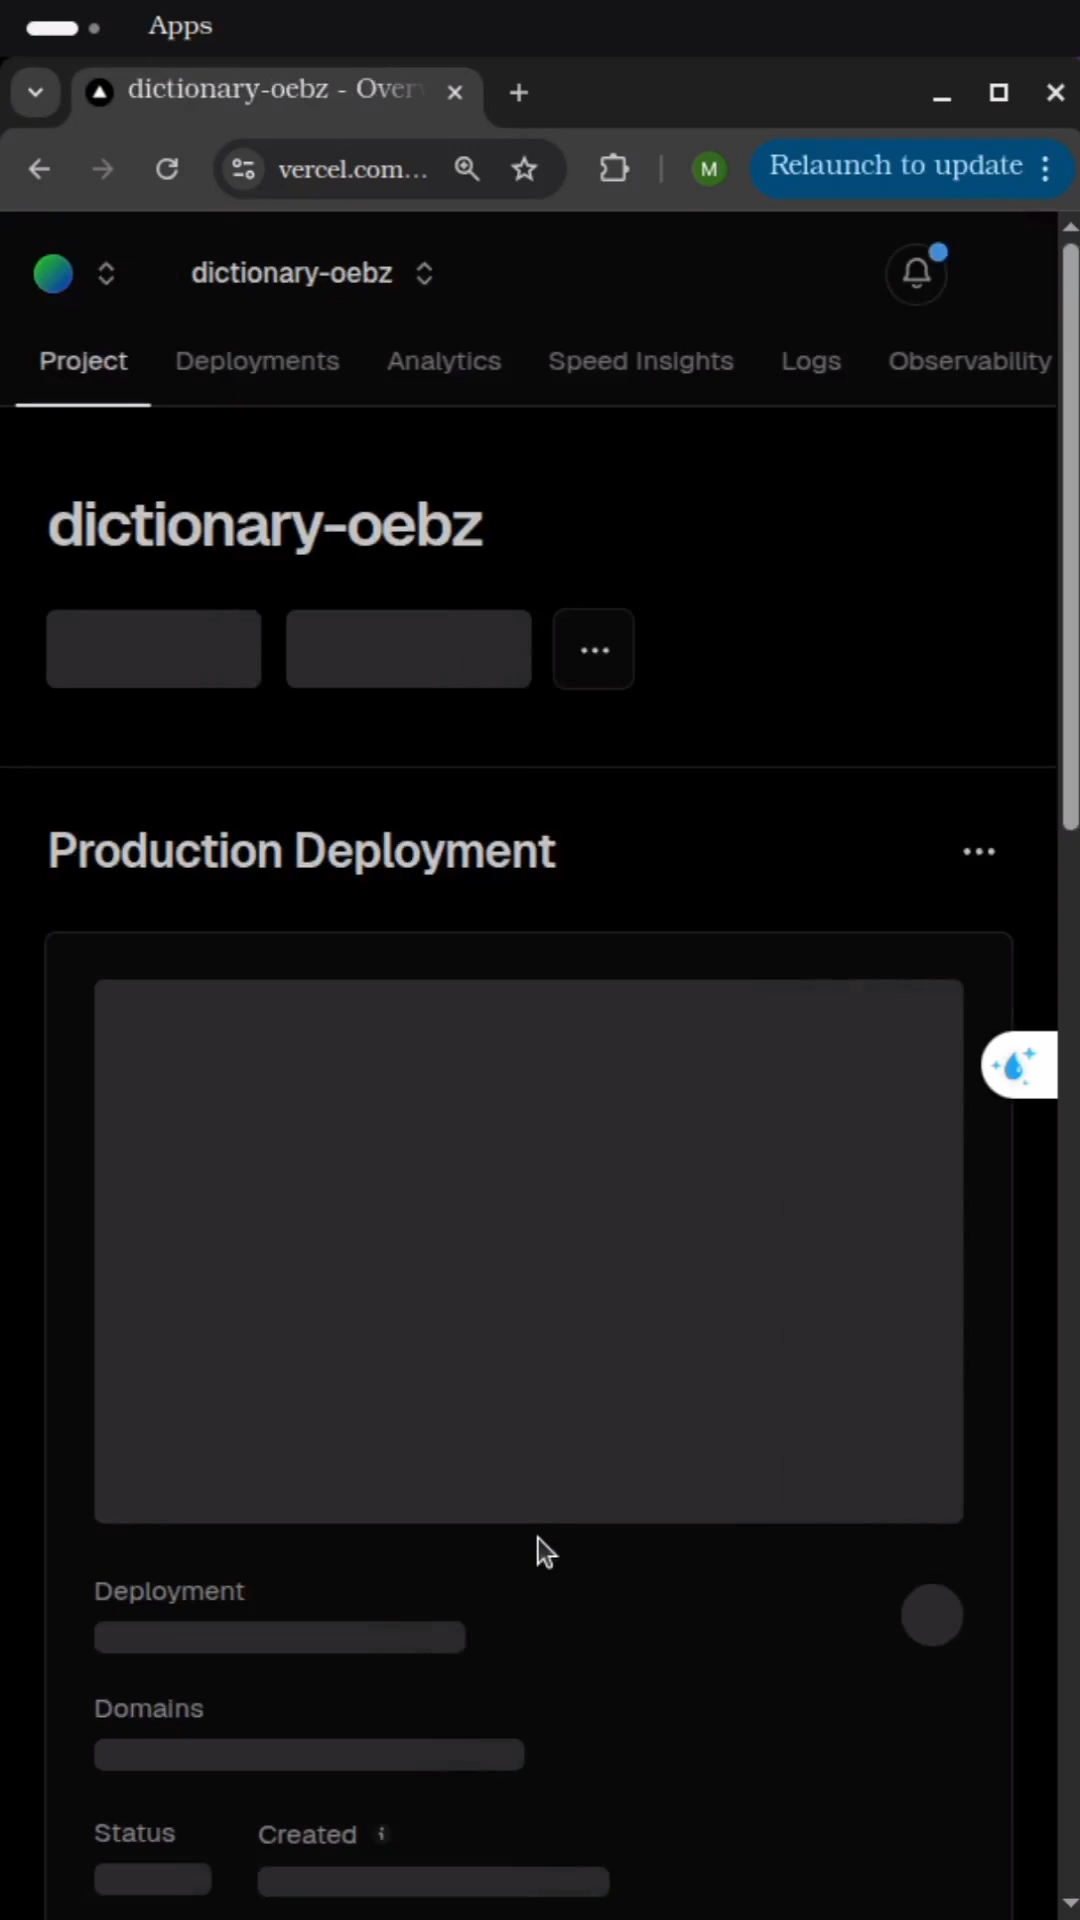 Apps
dictionary-oebz - Over
vercel.com...
M
Relaunch to update
dictionary-oebz
Project Deployments Analytics Speed Insights Logs Observability
dictionary-oebz
Production Deployment
Deployment
Domains
Status Created